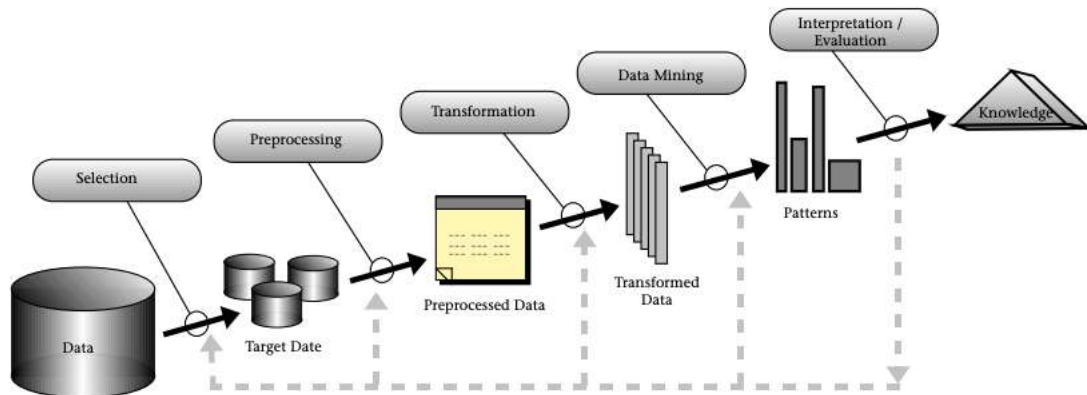 Interpretation /
Evaluation
Data Mining
Transformation
Preprocessing
Selection
Data
Target Date
Preprocessed Data
Transformed
Data
Patterns
Knowledge